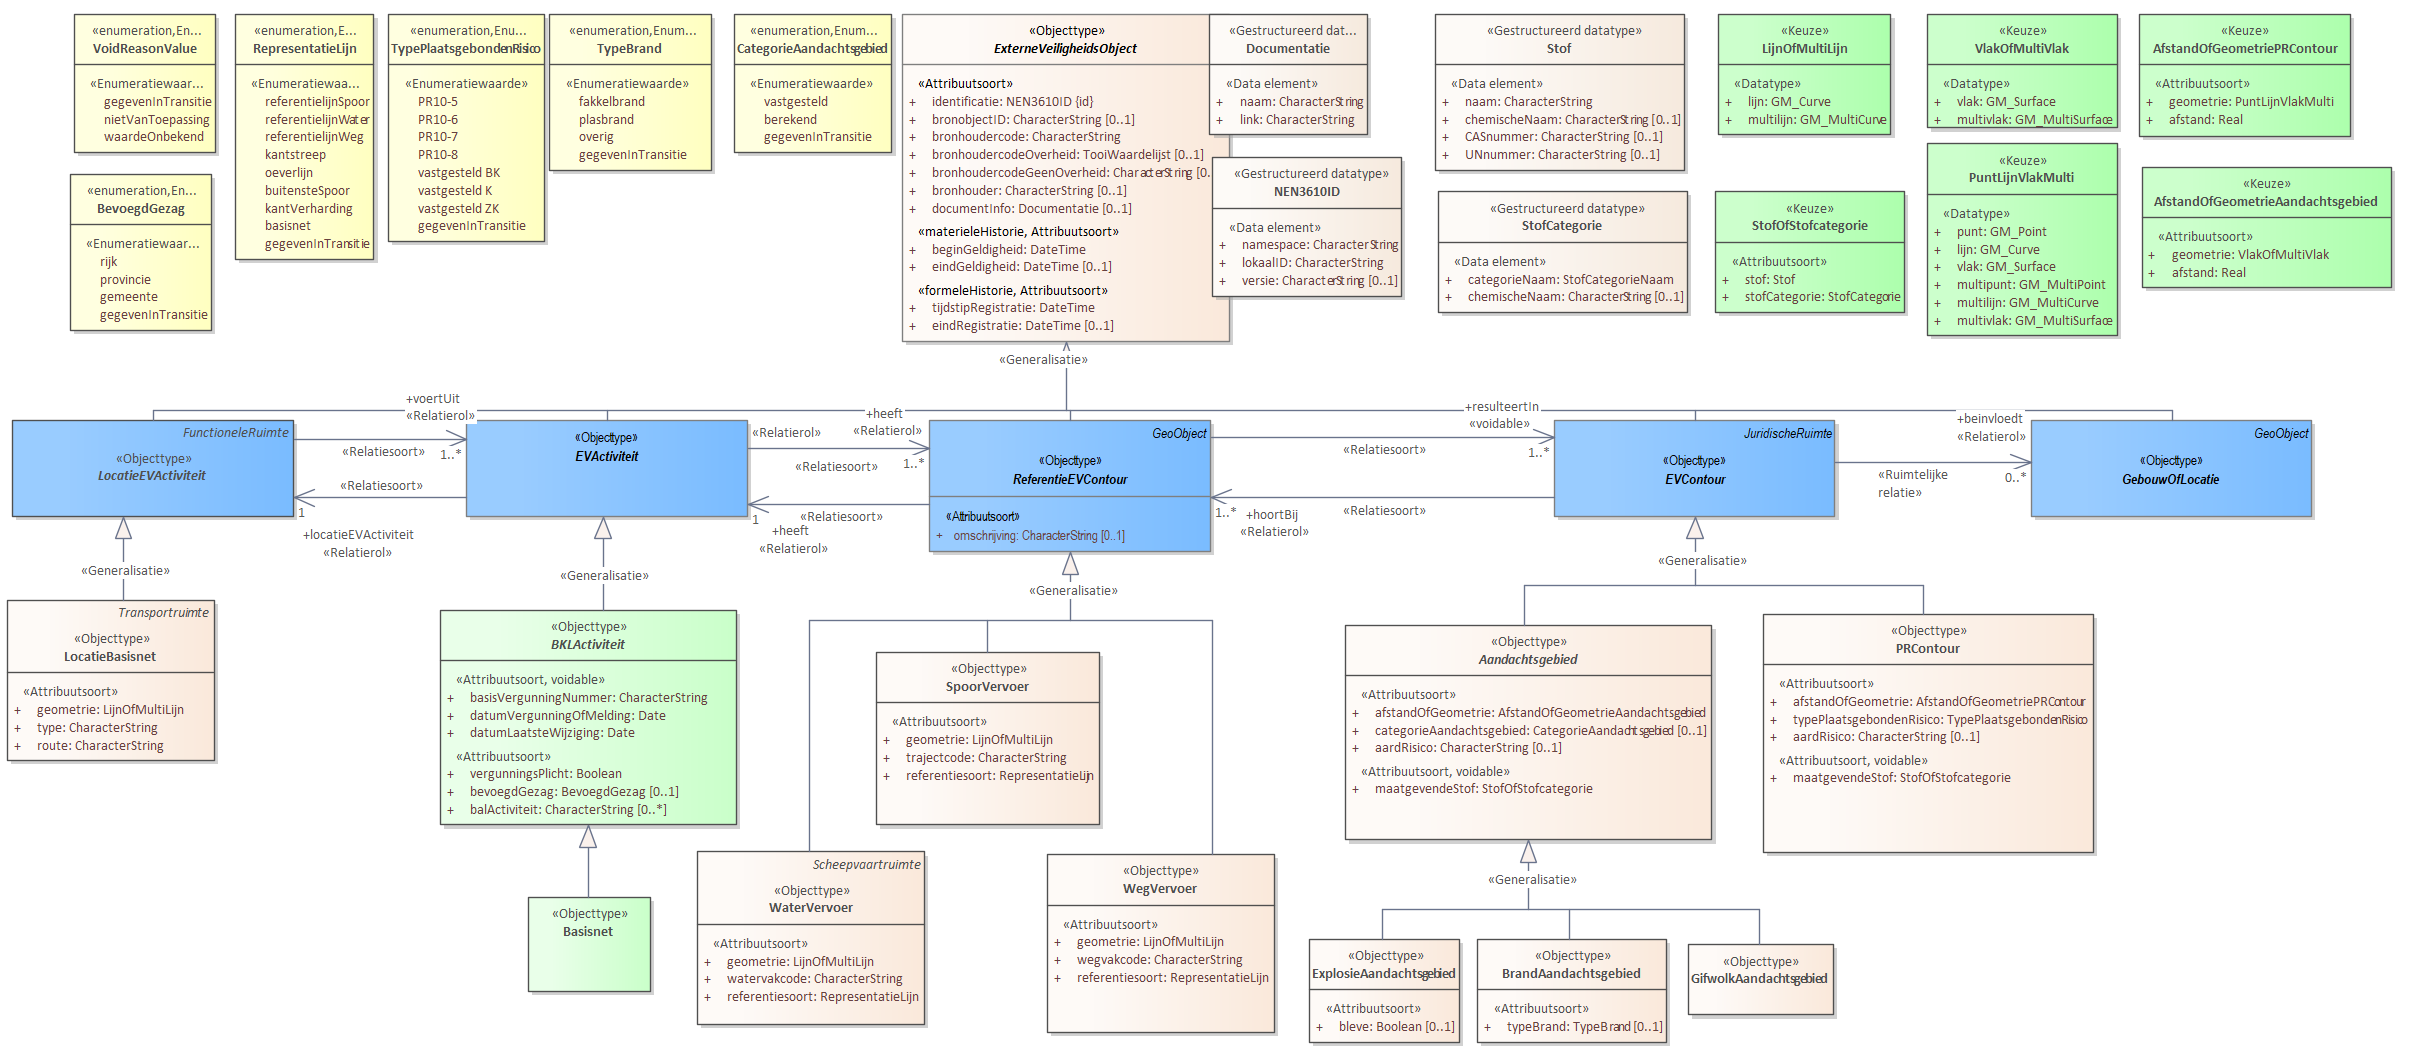 «enumeration,En...
VoidReasonValue
«Enumeratiewaar...
gegevenInTransitie
nietVanToepassing
waardeOnbekend
«enumeration,E...
RepresentatieLijn
«Enumeratiewaa...
referentielijnSpoor
referentielijnWater
referentielijnWeg
kantstreep
oeverlijn
buitensteSpoor
kantVerharding
basisnet
gegevenInTransitie
«enumeration,Enu...
TypePlaatsgebondenRisico
«Enumeratiewaarde»
PR10-5
PR10-6
PR10-7
PR10-8
vastgesteld BK
vastgesteld K
vastgesteld ZK
gegevenInTransitie
«enumeration,Enum...
TypeBrand
«Enumeratiewaarde»
fakkelbrand
plasbrand
overig
gegevenInTransitie
«enumeration,Enum...
CategorieAandachtsgebied
«Enumeratiewaarde»
vastgesteld
berekend
gegevenInTransitie
«enumeration,En...
BevoegdGezag
«Enumeratiewaar...
rijk
provincie
gemeente
gegevenInTransitie
«Objecttype»
ExterneVeiligheidsObject
«Attribuutsoort»
+ identificatie: NEN3610ID {id}
+ bronobjectID: CharacterString [0..1]
+ bronhoudercode: CharacterString
+ bronhoudercodeOverheid: TooiWaardelijst [0..1]
+ bronhoudercodeGeenOverheid: CharacterString [0..
+ bronhouder: CharacterString [0..1]
+ documentInfo: Documentatie [0..1]
«materieleHistorie, Attribuutsoort»
+ beginGeldigheid: DateTime
+ eindGeldigheid: DateTime [0..1]
«formeleHistorie, Attribuutsoort»
+ tijdstipRegistratie: DateTime
+ eindRegistratie: DateTime [0..1]
«Gestructureerd dat...
Documentatie
«Data element»
+ naam: CharacterString
+ link: CharacterString
«Gestructureerd datatype»
NEN3610ID
«Data element»
+ namespace: CharacterString
+ lokaalID: CharacterString
+ versie: CharacterString [0..1]
«Gestructureerd datatype»
Stof
«Data element»
+ naam: CharacterString
+ chemischeNaam: CharacterString [0..1]
+ CASnummer: CharacterString [0..1]
+ UNnummer: CharacterString [0..1]
«Gestructureerd datatype»
StofCategorie
«Data element»
+ categorieNaam: StofCategorieNaam
+ chemischeNaam: CharacterString [0..1]
«Keuze»
LijnOfMultiLijn
«Datatype»
+ lijn: GM_Curve
+ multilijn: GM_MultiCurve
«Keuze»
StofOfStofcategorie
«Attribuutsoort»
+ stof: Stof
+ stofCategorie: StofCategorie
«Keuze»
VlakOfMultiVlak
«Datatype»
+ vlak: GM_Surface
+ multivlak: GM_MultiSurface
«Keuze»
PuntLijnVlakMulti
«Datatype»
+ punt: GM_Point
+ lijn: GM_Curve
+ vlak: GM_Surface
+ multipunt: GM_MultiPoint
+ multilijn: GM_MultiCurve
+ multivlak: GM_MultiSurface
«Keuze»
AfstandOfGeometriePRContour
«Attribuutsoort»
+ geometrie: PuntLijnVlakMulti
+ afstand: Real
«Keuze»
AfstandOfGeometrieAandachtsgebied
«Attribuutsoort»
+ geometrie: VlakOfMultiVlak
+ afstand: Real
«Generalisatie»
FunctioneleRuimte
«Objecttype»
LocatieEVActiviteit
+voertUit
«Relatierol»
«Relatiesoort»
1..*
«Relatiesoort»
1
+locatieEVActiviteit
«Relatierol»
«Objecttype»
EVActiviteit
«Relatierol»
+heeft
«Relatierol»
«Relatiesoort»
1..*
«Relatiesoort»
1
+heeft
«Relatierol»
GeoObject
«Objecttype»
ReferentieEVContour
«Attribuutsoort»
+ omschrijving: CharacterString [0..1]
+resulteertIn
«voidable»
«Relatiesoort»
1..*
1..*
+hoortBij
«Relatierol»
«Relatiesoort»
JuridischeRuimte
«Objecttype»
EVContour
+beinvloedt
«Relatierol»
«Ruimtelijke
relatie»
0..*
GeoObject
«Objecttype»
GebouwOfLocatie
«Generalisatie»
«Generalisatie»
«Generalisatie»
«Generalisatie»
Transportruimte
«Objecttype»
LocatieBasisnet
«Attribuutsoort»
+ geometrie: LijnOfMultiLijn
+ type: CharacterString
+ route: CharacterString
«Objecttype»
BKLActiviteit
«Attribuutsoort, voidable»
+ basisVergunningNummer: CharacterString
+ datumVergunningOfMelding: Date
+ datumLaatsteWijziging: Date
«Attribuutsoort»
+ vergunningsPlicht: Boolean
+ bevoegdGezag: BevoegdGezag [0..1]
+ balActiviteit: CharacterString [0..*]
«Objecttype»
Basisnet
«Objecttype»
SpoorVervoer
«Attribuutsoort»
+ geometrie: LijnOfMultiLijn
+ trajectcode: CharacterString
+ referentiesoort: RepresentatieLijn
Scheepvaartruimte
«Objecttype»
WaterVervoer
«Attribuutsoort»
+ geometrie: LijnOfMultiLijn
+ watervakcode: CharacterString
+ referentiesoort: RepresentatieLijn
«Objecttype»
WegVervoer
«Attribuutsoort»
+ geometrie: LijnOfMultiLijn
+ wegvakcode: CharacterString
+ referentiesoort: RepresentatieLijn
«Objecttype»
Aandachtsgebied
«Attribuutsoort»
+ afstandOfGeometrie: AfstandOfGeometrieAandachtsgebied
+ categorieAandachtsgebied: CategorieAandachtsgebied [0..1]
+ aardRisico: CharacterString [0..1]
«Attribuutsoort, voidable»
+ maatgevendeStof: StofOfStofcategorie
«Objecttype»
PRContour
«Attribuutsoort»
+ afstandOfGeometrie: AfstandOfGeometriePRContour
+ typePlaatsgebondenRisico: TypePlaatsgebondenRisico
+ aardRisico: CharacterString [0..1]
«Attribuutsoort, voidable»
+ maatgevendeStof: StofOfStofcategorie
«Generalisatie»
«Objecttype»
ExplosieAandachtsgebied
«Attribuutsoort»
+ bleve: Boolean [0..1]
«Objecttype»
BrandAandachtsgebied
«Attribuutsoort»
+ typeBrand: TypeBrand [0..1]
«Objecttype»
GifwolkAandachtsgebied